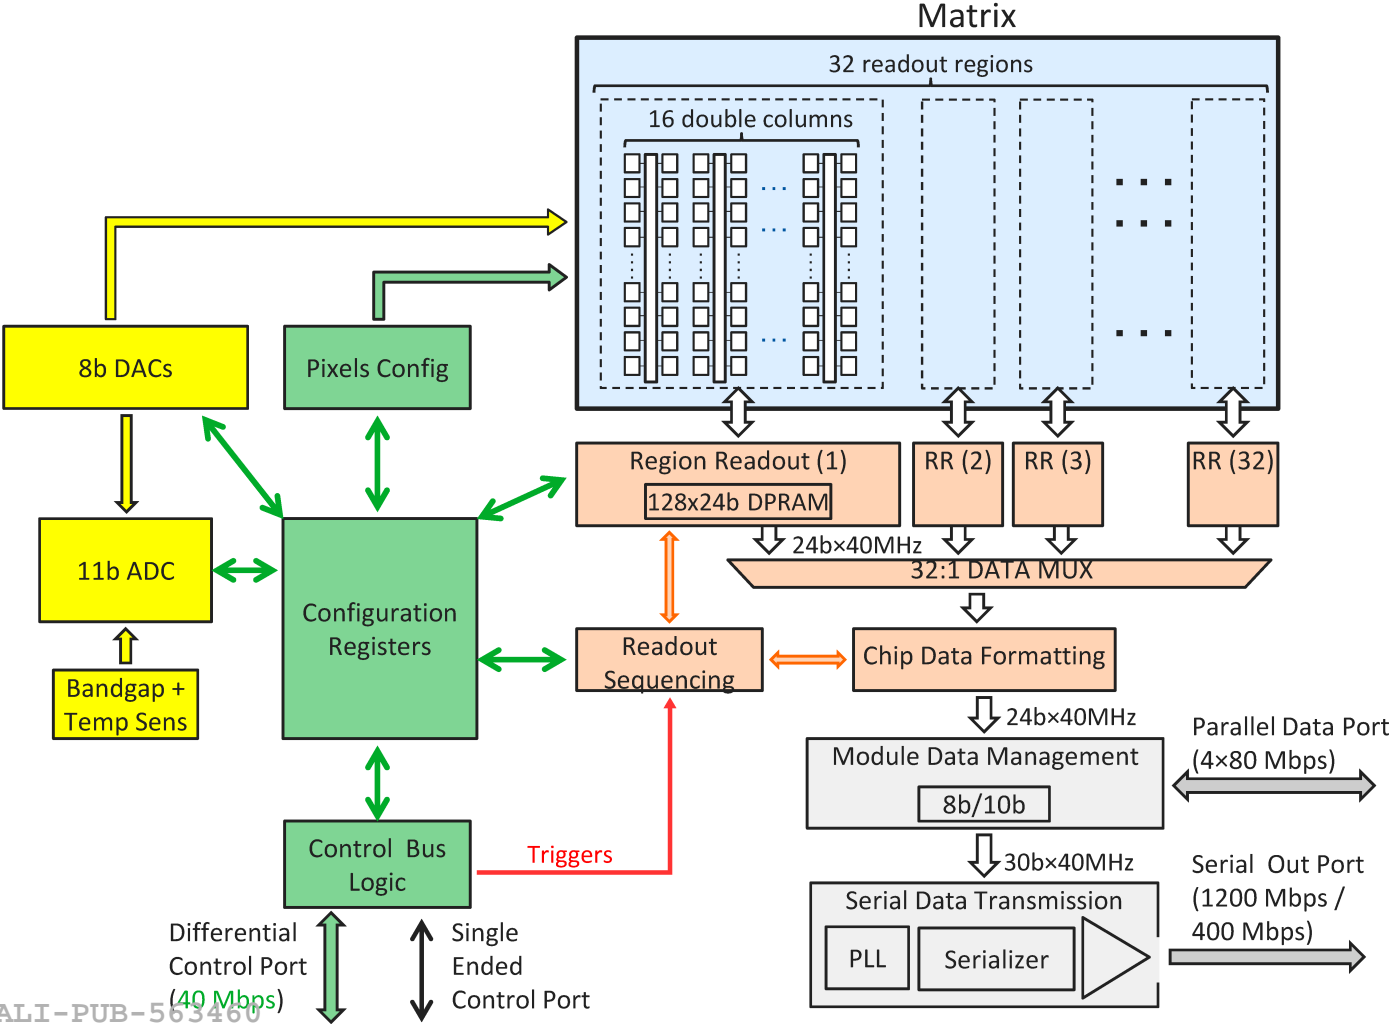 Matrix
32 readout regions
16 double columns
8b DACs
Pixels Config
Region Readout (1)
128x24b DPRAM
RR (2)
RR (3)
RR (32)
24b×40MHz
32:1 DATA MUX
11b ADC
Configuration
Registers
Readout
Sequencing
Chip Data Formatting
Bandgap +
Temp Sens
24b×40MHz
Module Data Management
8b/10b
Parallel Data Port
(4×80 Mbps)
Control Bus
Logic
Triggers
30b×40MHz
Serial Data Transmission
PLL
Serializer
Serial Out Port
(1200 Mbps /
400 Mbps)
Differential
Control Port
(40 Mbps)
Single
Ended
Control Port
ALI-PUB-563460